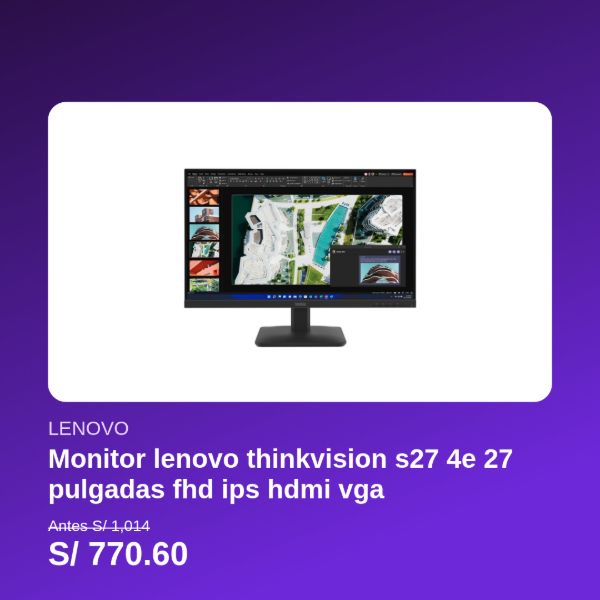 LENOVO
Monitor lenovo thinkvision s27 4e 27
pulgadas fhd ips hdmi vga
Antes S/ 1,014
S/ 770.60